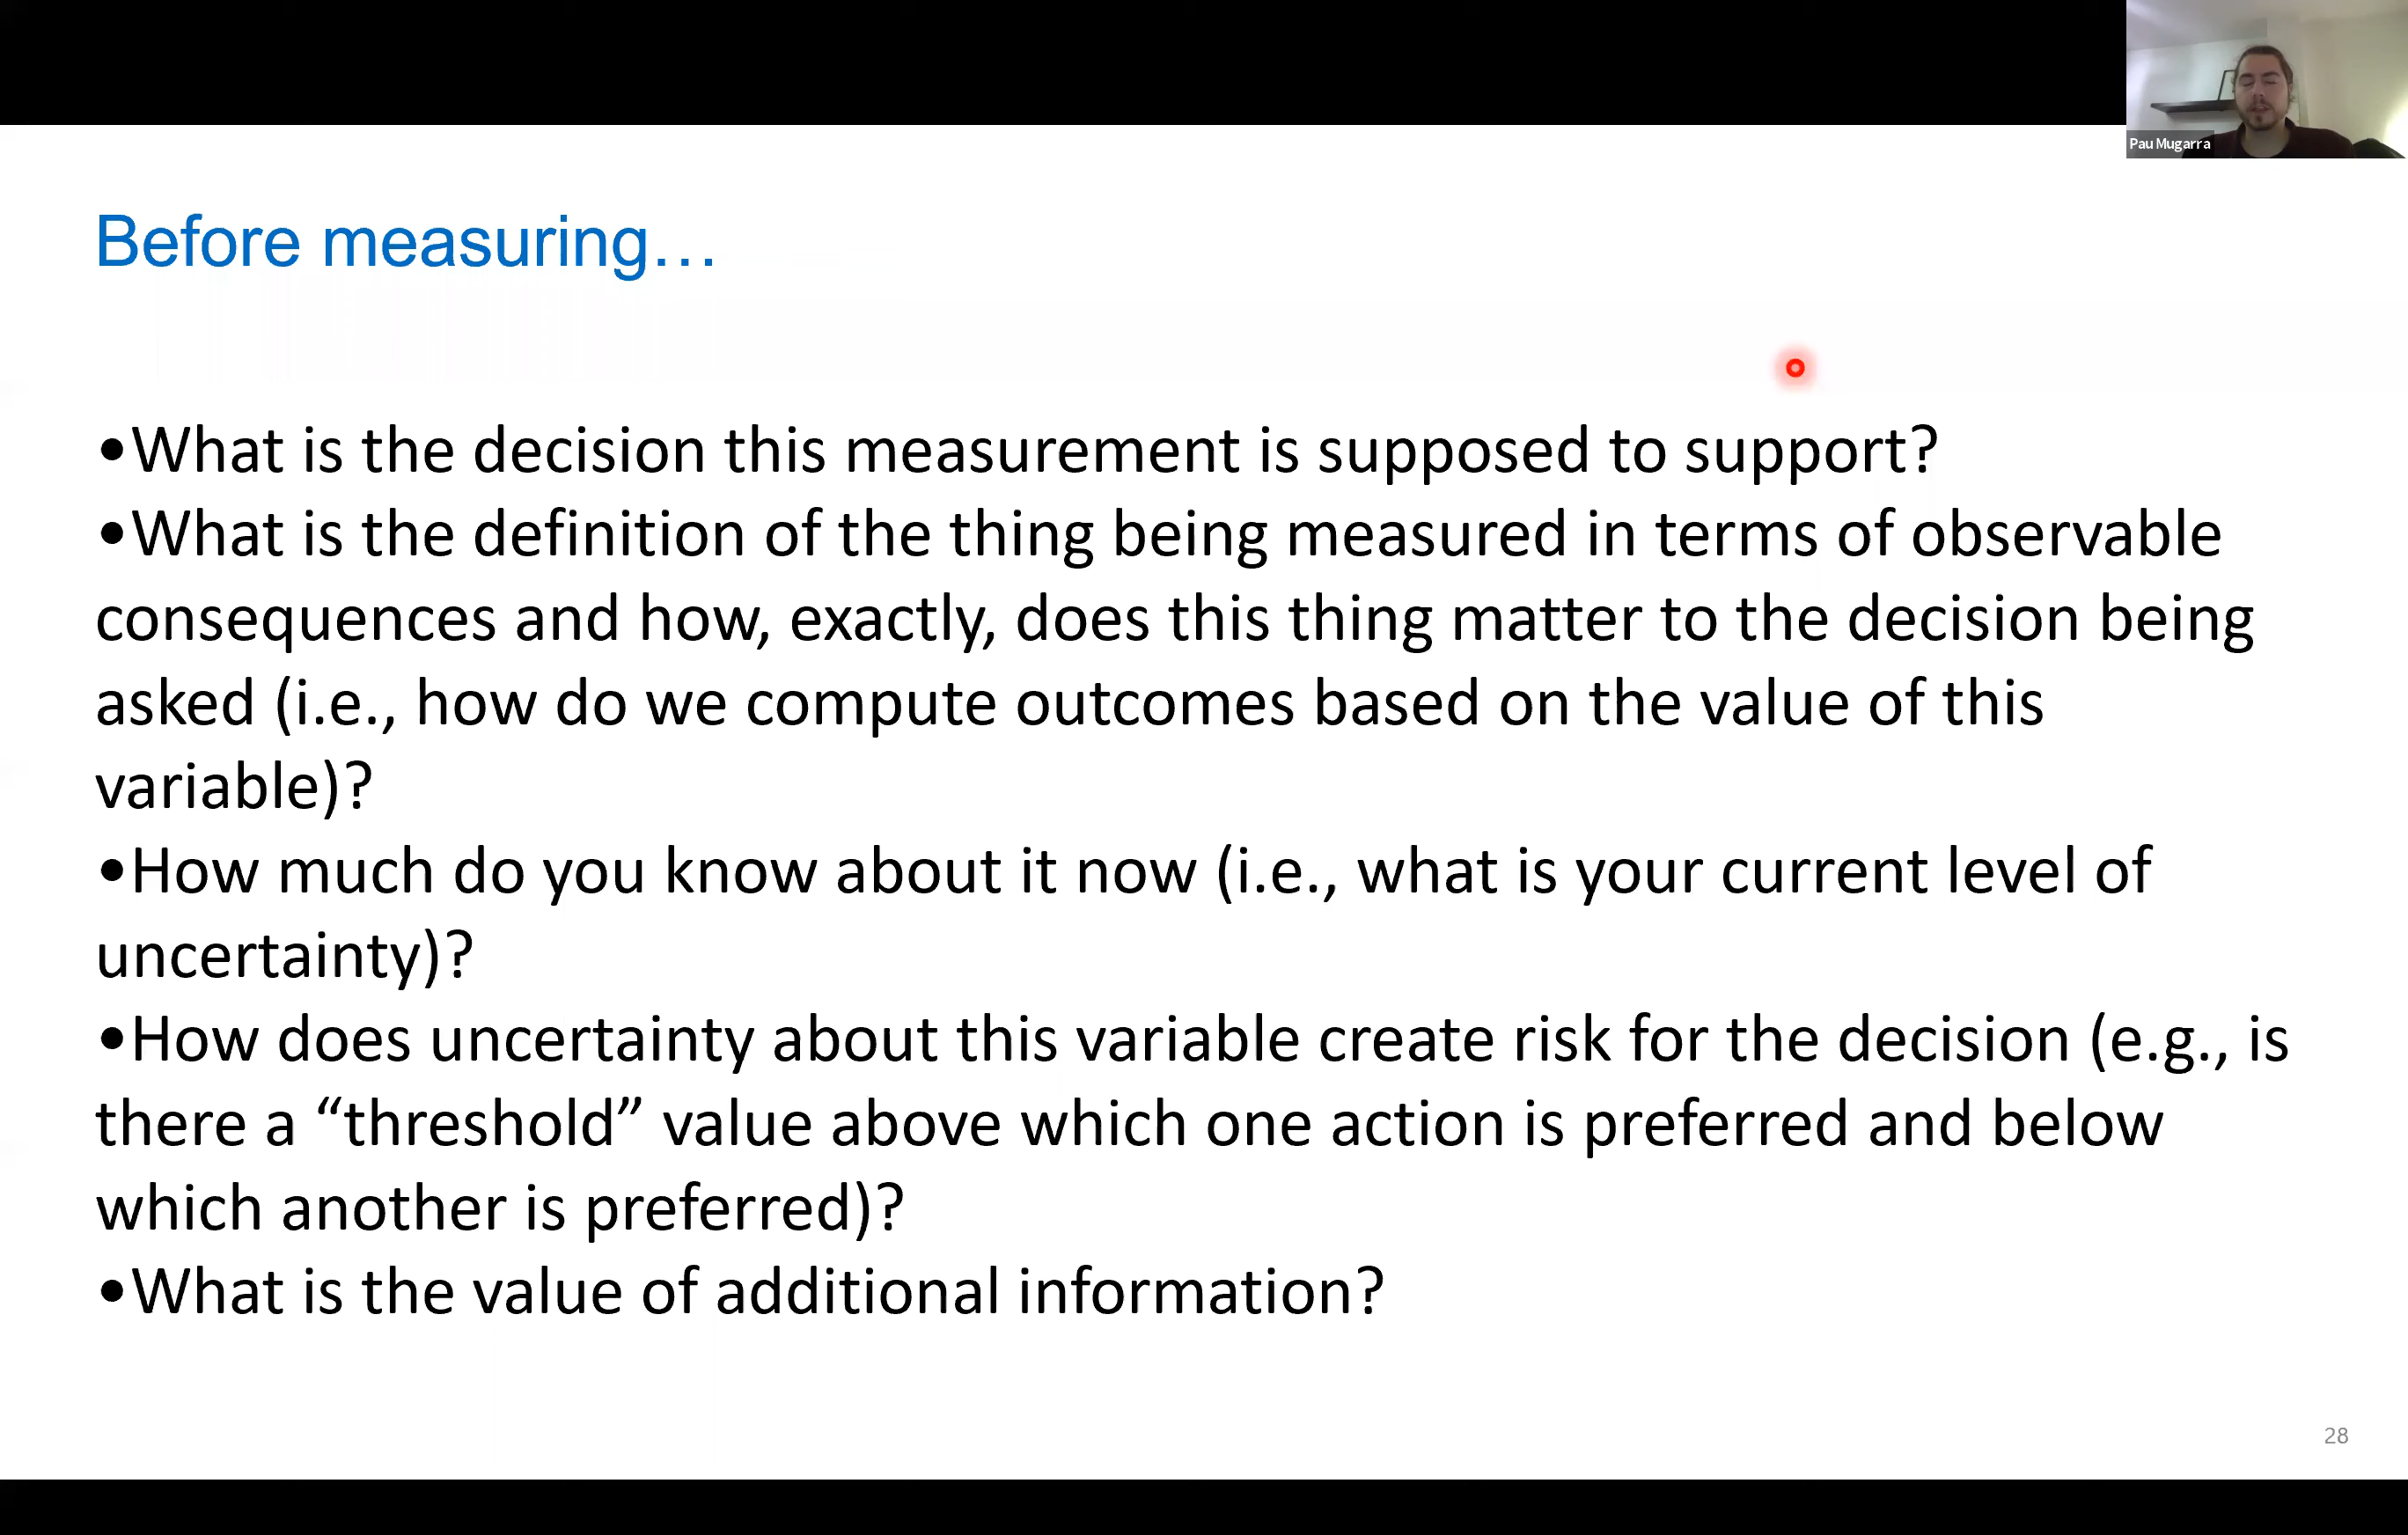 Pau Mugarra
Before measuring…
•What is the decision this measurement is supposed to support?
•What is the definition of the thing being measured in terms of observable
consequences and how, exactly, does this thing matter to the decision being
asked (i.e., how do we compute outcomes based on the value of this
variable)?
•How much do you know about it now (i.e., what is your current level of
uncertainty)?
•How does uncertainty about this variable create risk for the decision (e.g., is
there a “threshold” value above which one action is preferred and below
which another is preferred)?
•What is the value of additional information?
28